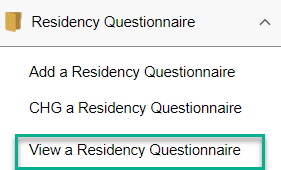 Residency Questionnaire
Add a Residency Questionnaire
CHG a Residency Questionnaire
View a Residency Questionnaire